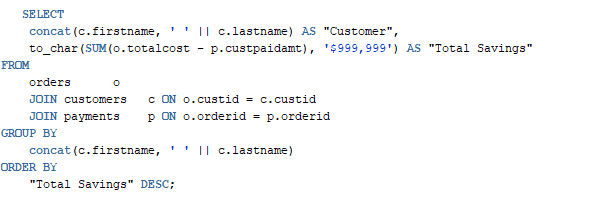 SELECT
concat(c.firstname, ' ' || c.lastname) AS "Customer",
to_char(SUM(o.totalcost - p.custpaidamt), '$999,999') AS "Total Savings"
FROM
orders o
JOIN customers c ON o.custid = c.custid
JOIN payments p ON o.orderid = p.orderid
GROUP BY
concat(c.firstname, ' ' || c.lastname)
ORDER BY
"Total Savings" DESC;